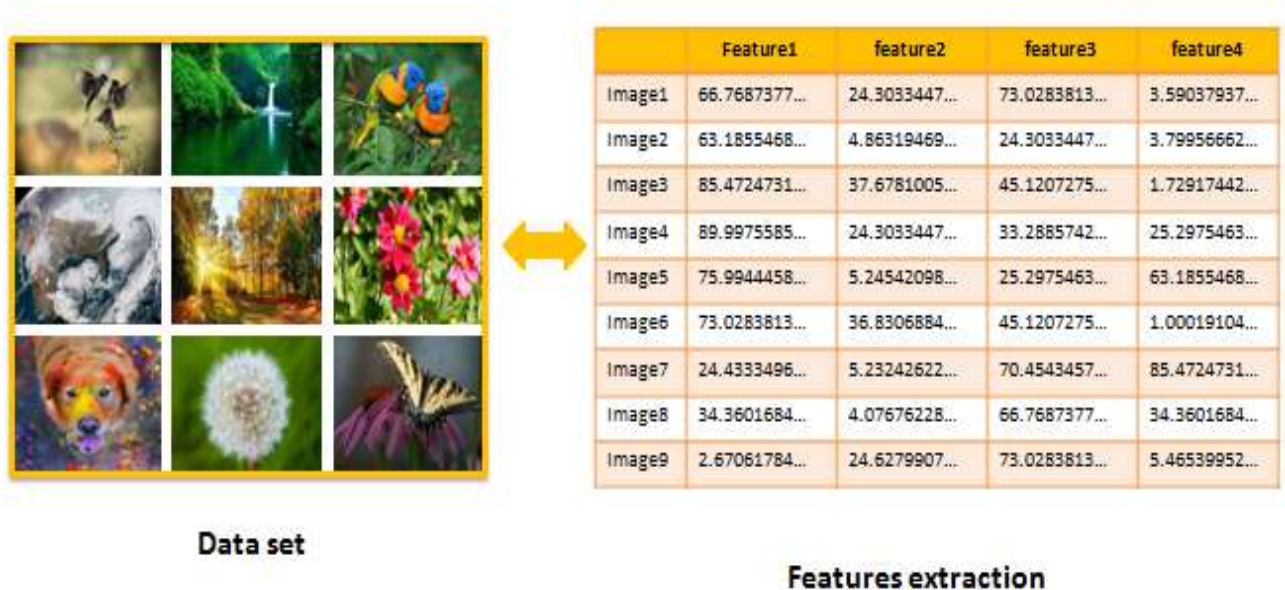 Feature1 feature2 feature3 feature4
Image1 66.7687377... 24.3033447... 73.0283813... 3.59037937...
Image2 63.1855468... 4.86319469... 24.3033447... 3.79956662...
Image3 85.4724731... 37.6781005... 45.1207275... 1.72917442...
Image4 89.9975585... 24.3033447... 33.2885742... 25.2975463...
Image5 75.9944458... 5.24542098... 25.2975463... 63.1855468...
Image6 73.0283813... 36.8306884... 45.1207275... 1.00019104...
Image7 24.4333496... 5.23242622... 70.4543457... 85.4724731...
Image8 34.3601684... 4.07676228... 66.7687377... 34.3601684...
Image9 2.67061784... 24.6279907... 73.0283813... 5.46539952...
Data set
Features extraction